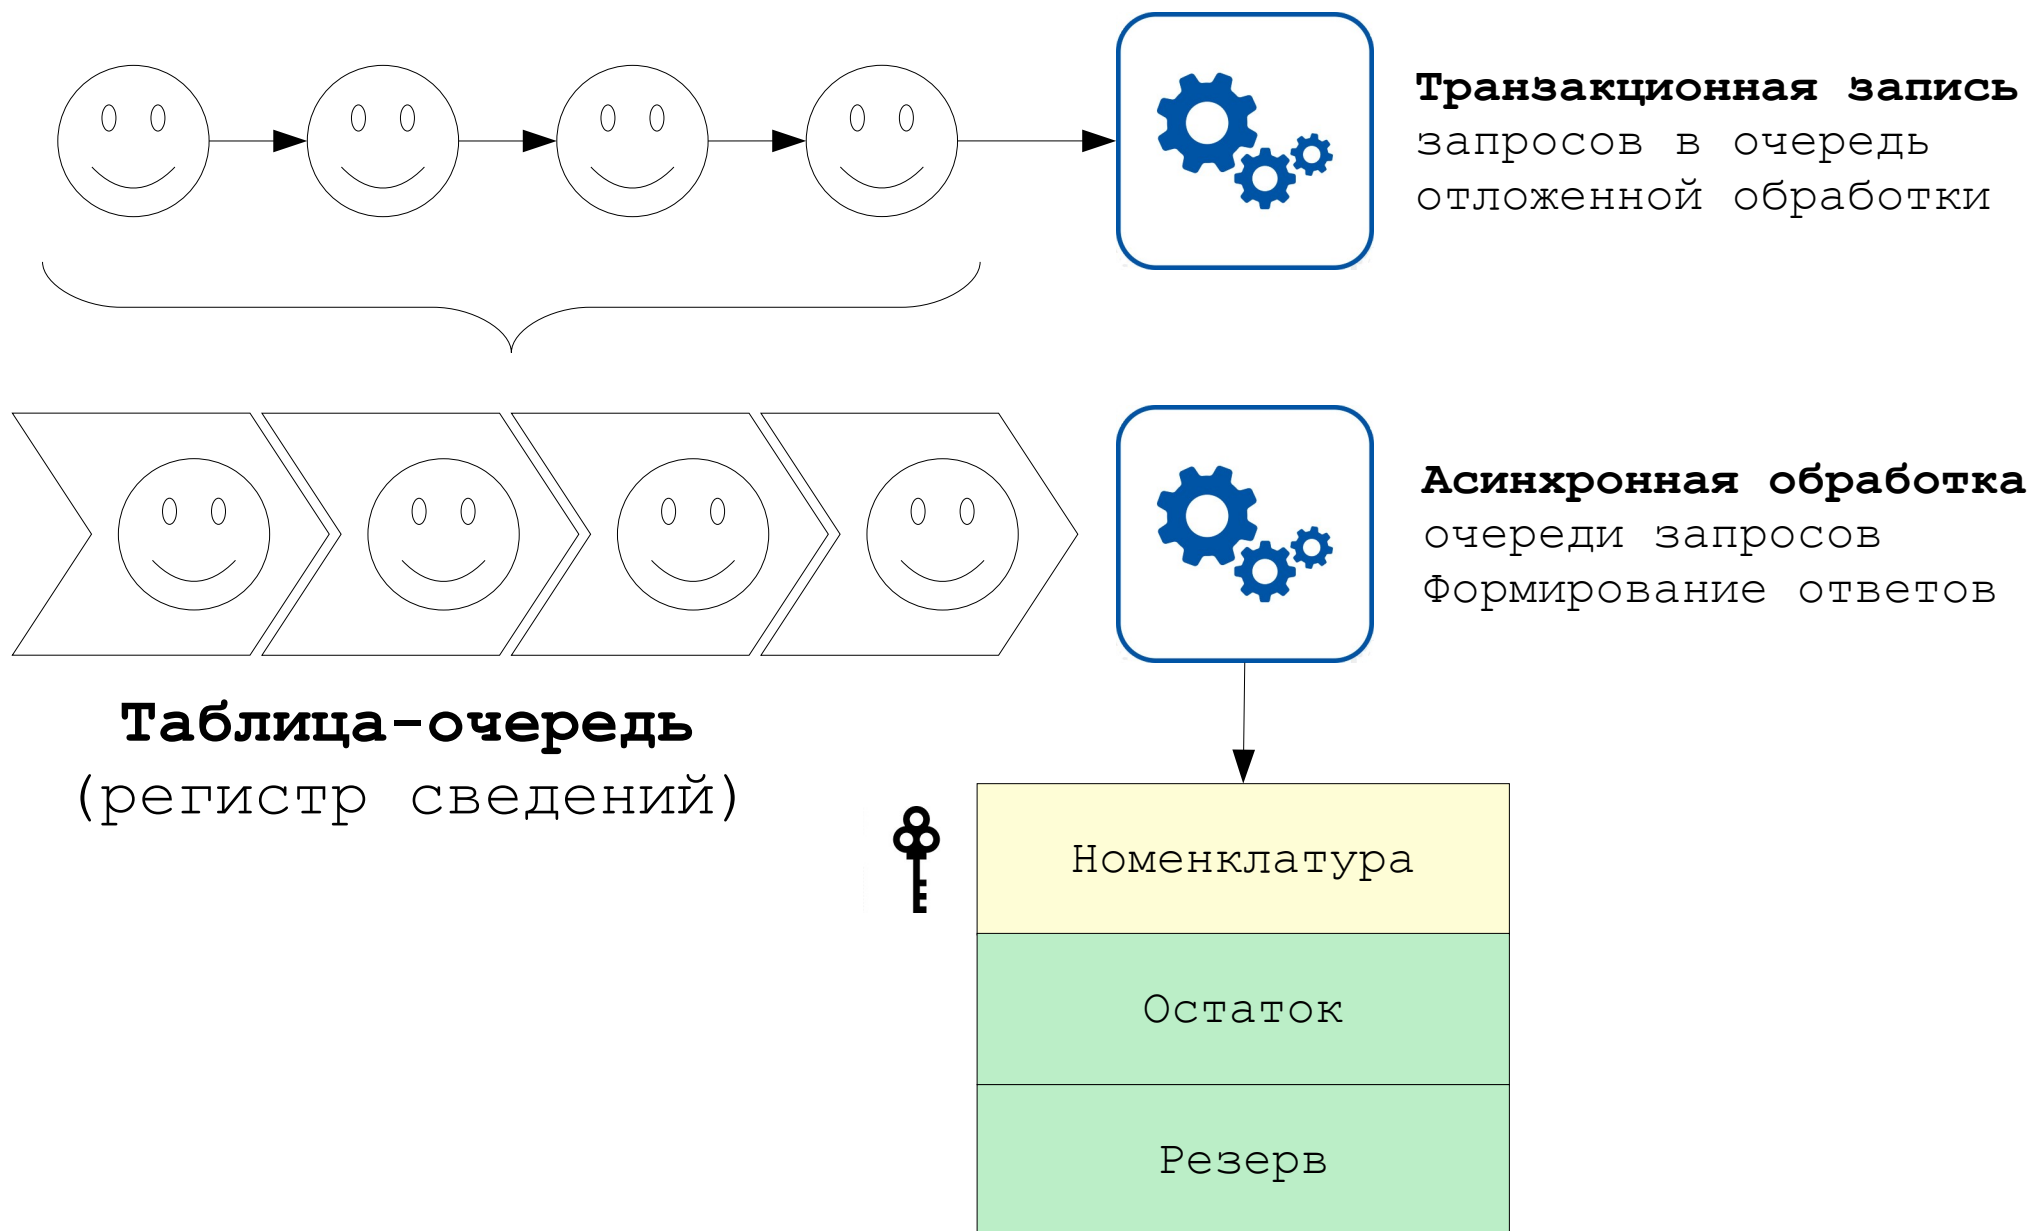 Транзакционная запись
запросов в очередь
отложенной обработки
Асинхронная обработка
очереди запросов
Формирование ответов
Таблица-очередь
(регистр сведений)
Номенклатура
Остаток
Резерв